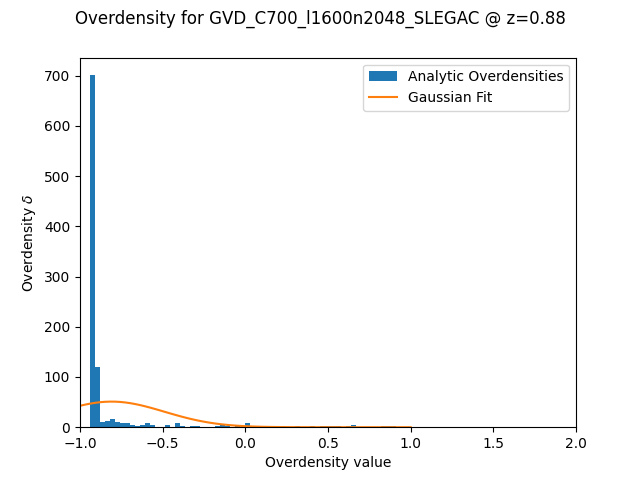 Overdensity for GVD_C700_l1600n2048_SLEGAC @ z=0.88
Analytic Overdensities
Gaussian Fit
Overdensity δ
700
600
500
400
300
200
100
0
−1.0 −0.5 0.0 0.5 1.0 1.5 2.0
Overdensity value